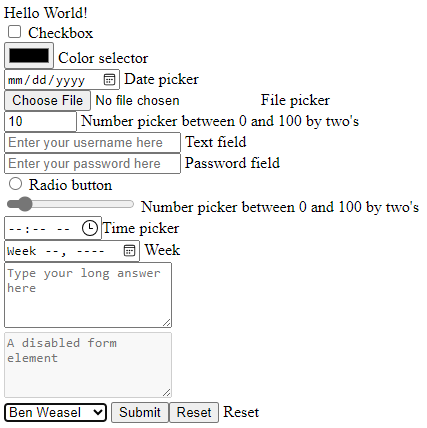 Hello World!
Checkbox
Color selector
mm/dd/yyyy Date picker
Choose File No file chosen File picker
10 Number picker between 0 and 100 by two's
Enter your username here Text field
Enter your password here Password field
Radio button
Number picker between 0 and 100 by two's
--:-- -- Time picker
Week --, ---- Week
Type your long answer
here
A disabled form
element
Ben Weasel Submit Reset Reset